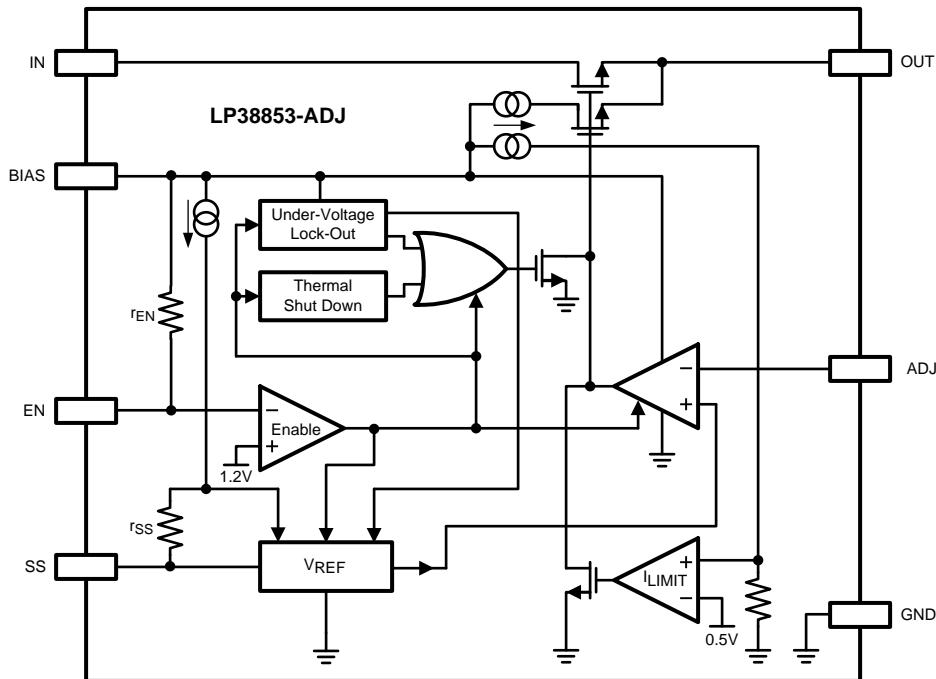 IN
OUT
LP38853-ADJ
BIAS
Under-Voltage
Lock-Out
Thermal
Shut Down
rEN
ADJ
EN
−
Enable
+
1.2V
−
+
rSS
SS
VREF
ILIMIT
+
−
0.5V
GND